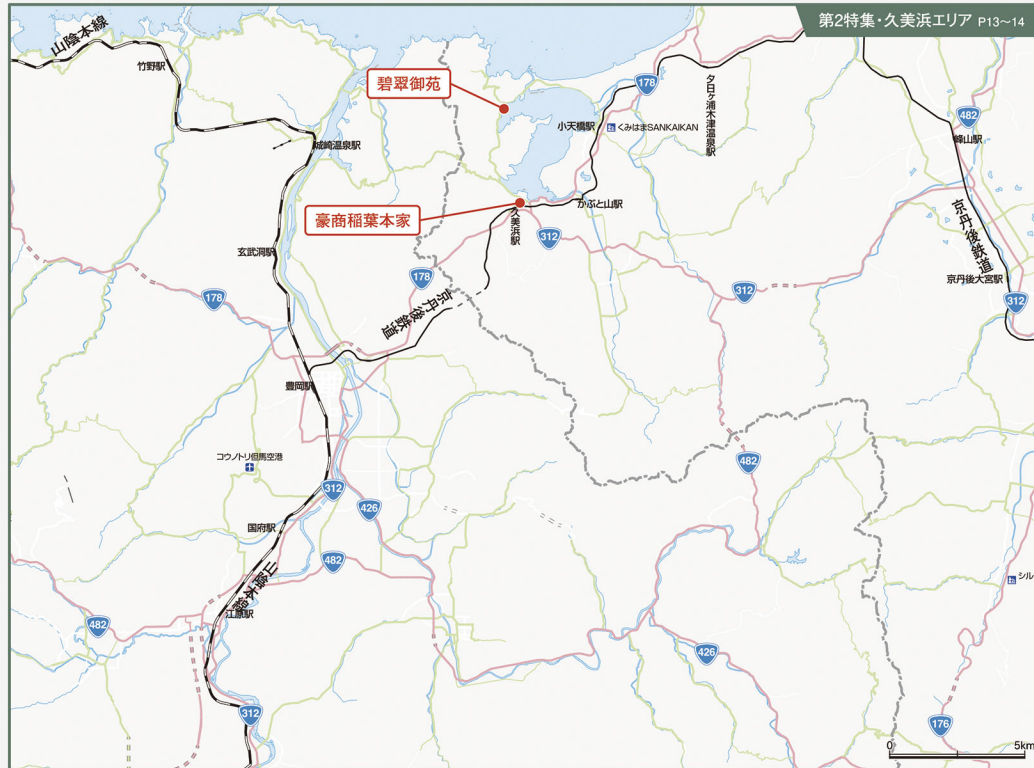 第2特集・久美浜エリア P13〜14
山陰本線
竹野駅
碧翠御苑
178
夕日ヶ浦木津温泉駅
小天橋駅
くみはまSANKAIKAN
482
峰山駅
城崎温泉駅
かぶと山駅
豪商稲葉本家
久美浜駅
312
京丹後鉄道
玄武洞駅
178
178
312
京丹後大宮駅
312
京丹後鉄道
豊岡駅
コウノトリ但馬空港
482
312
426
国府駅
482
山陰本線
シル
江原駅
482
426
312
176
0 5km